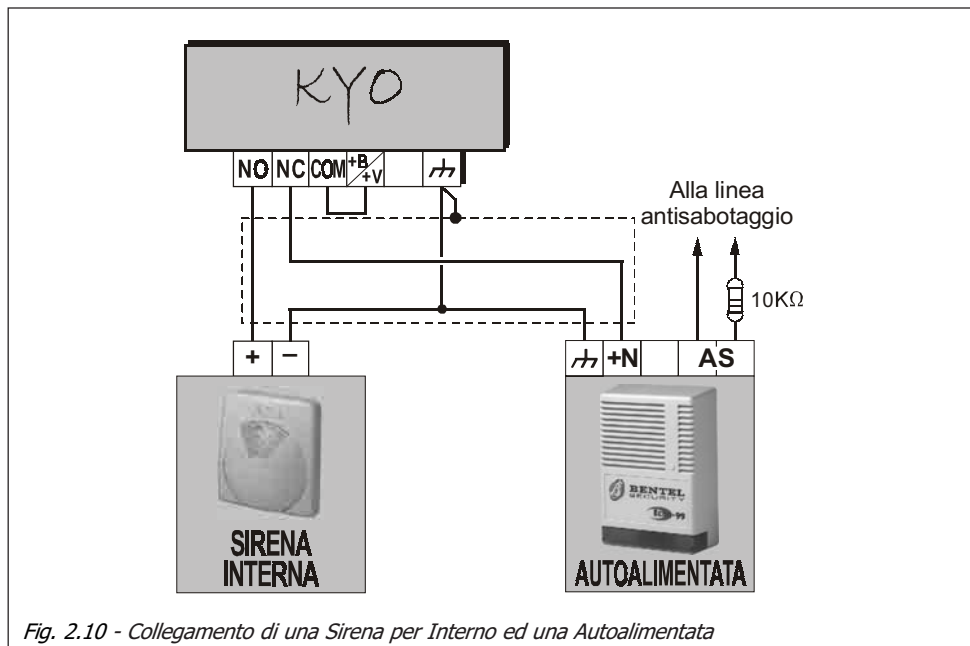 KYO
NO NC COM +B/+V
Alla linea
antisabotaggio
10KΩ
+ −
+N AS
BENTEL
SECURITY
SIRENA
INTERNA
AUTOALIMENTATA
Fig. 2.10 - Collegamento di una Sirena per Interno ed una Autoalimentata